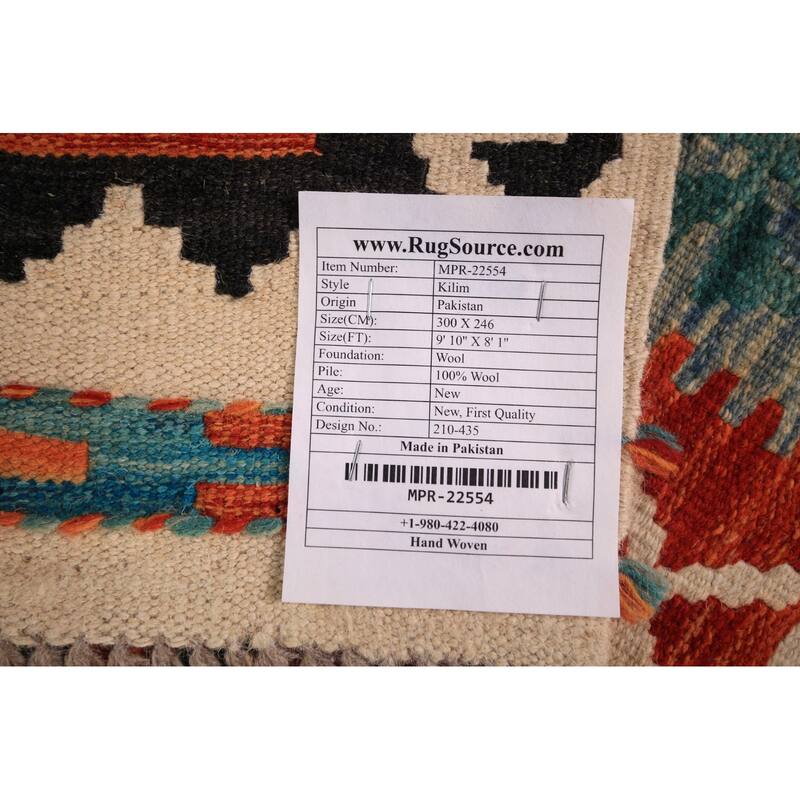 www.RugSource.com
Item Number: MPR-22554
Style Kilim
Origin Pakistan
Size(CM): 300 X 246
Size(FT): 9' 10" X 8' 1"
Foundation: Wool
Pile: 100% Wool
Age: New
Condition: New, First Quality
Design No.: 210-435
Made in Pakistan
MPR-22554
+1-980-422-4080
Hand Woven